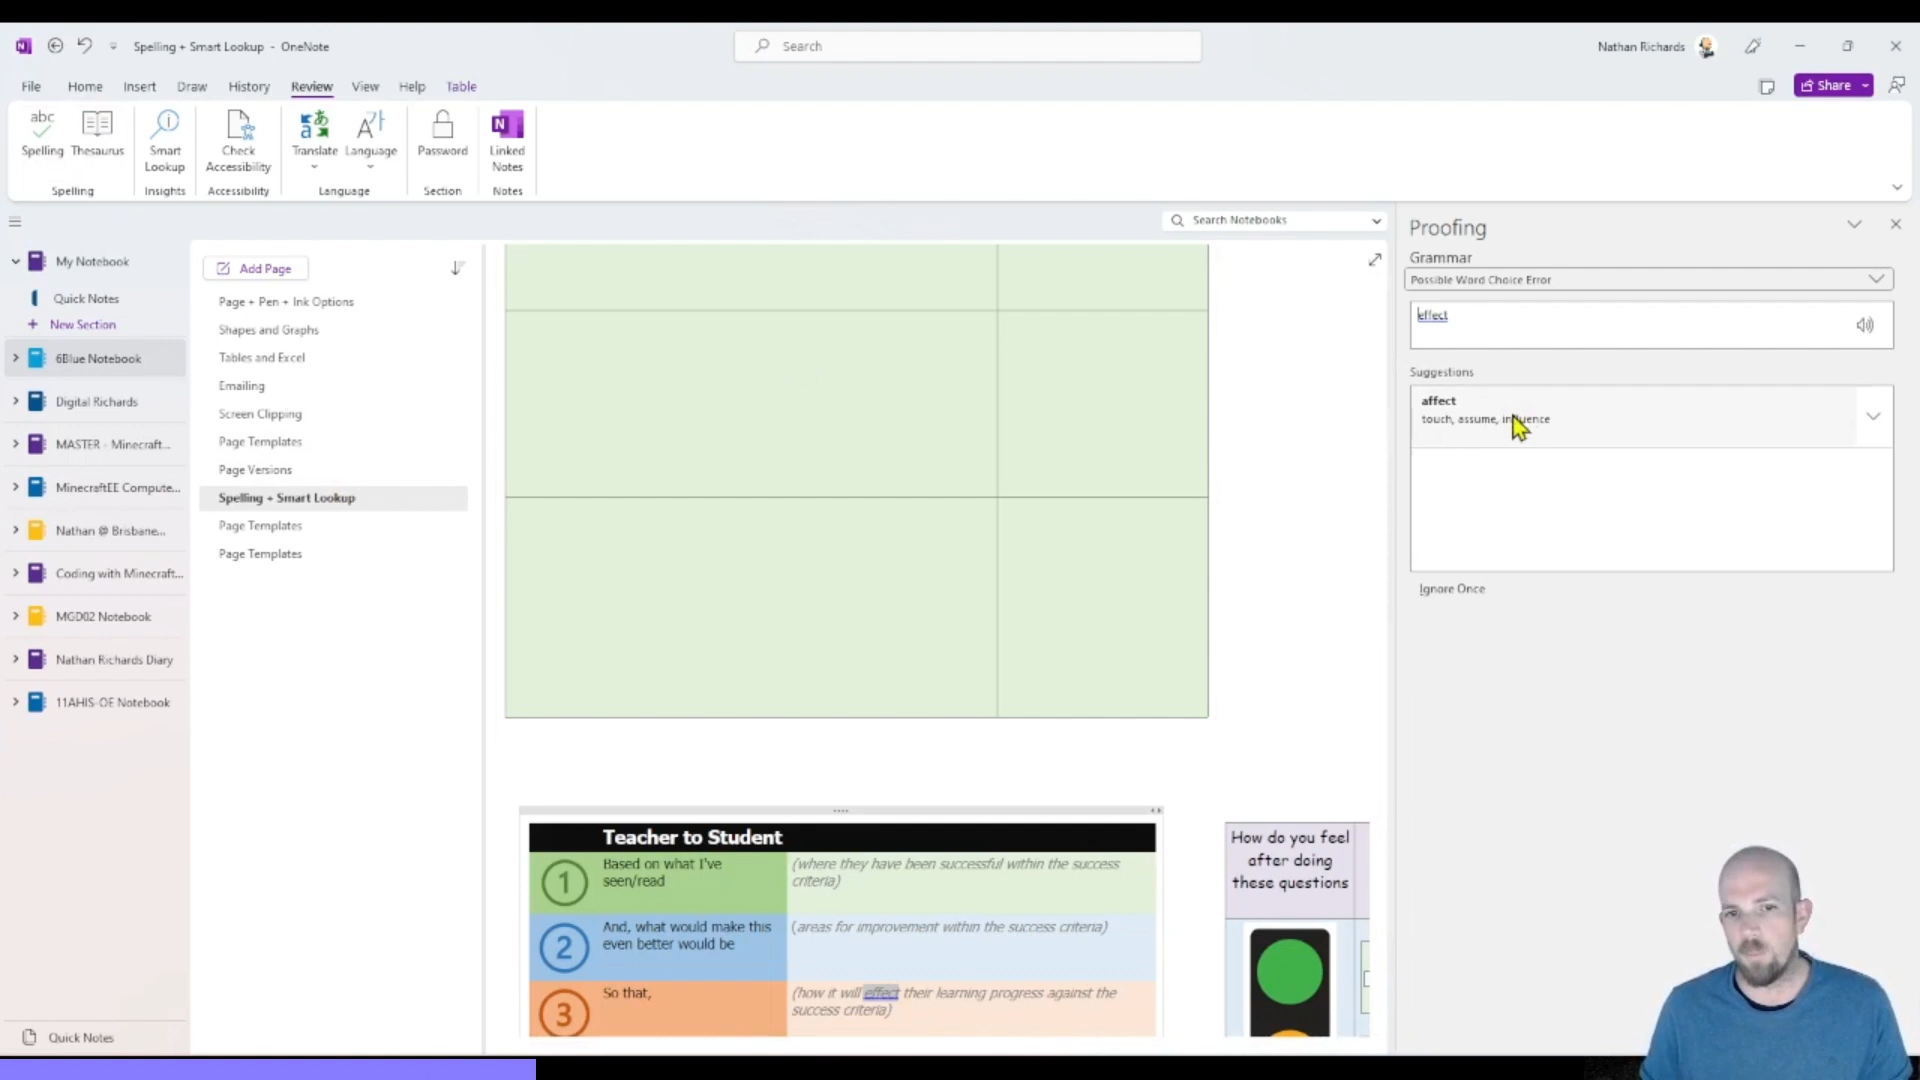 Spelling + Smart Lookup - OneNote
Search
Nathan Richards
File Home Insert Draw History Review View Help Table
Share
abc
Spelling
Thesaurus
Smart Lookup
Check Accessibility
Translate
Language
Password
Linked Notes
Spelling
Insights
Accessibility
Language
Section
Notes
Search Notebooks
My Notebook
Quick Notes
New Section
6Blue Notebook
Digital Richards
MASTER - Minecraft...
MinecraftEE Compute...
Nathan @ Brisbane...
Coding with Minecraft...
MGD02 Notebook
Nathan Richards Diary
11AHIS-OE Notebook
Quick Notes
Add Page
Page + Pen + Ink Options
Shapes and Graphs
Tables and Excel
Emailing
Screen Clipping
Page Templates
Page Versions
Spelling + Smart Lookup
Page Templates
Page Templates
Teacher to Student
1
Based on what I've
seen/read
(where they have been successful within the success
criteria)
2
And, what would make this
even better would be
(areas for improvement within the success criteria)
3
So that,
(how it will effect their learning progress against the
success criteria)
How do you feel
after doing
these questions
Proofing
Grammar
Possible Word Choice Error
effect
Suggestions
affect
touch, assume, influence
Ignore Once